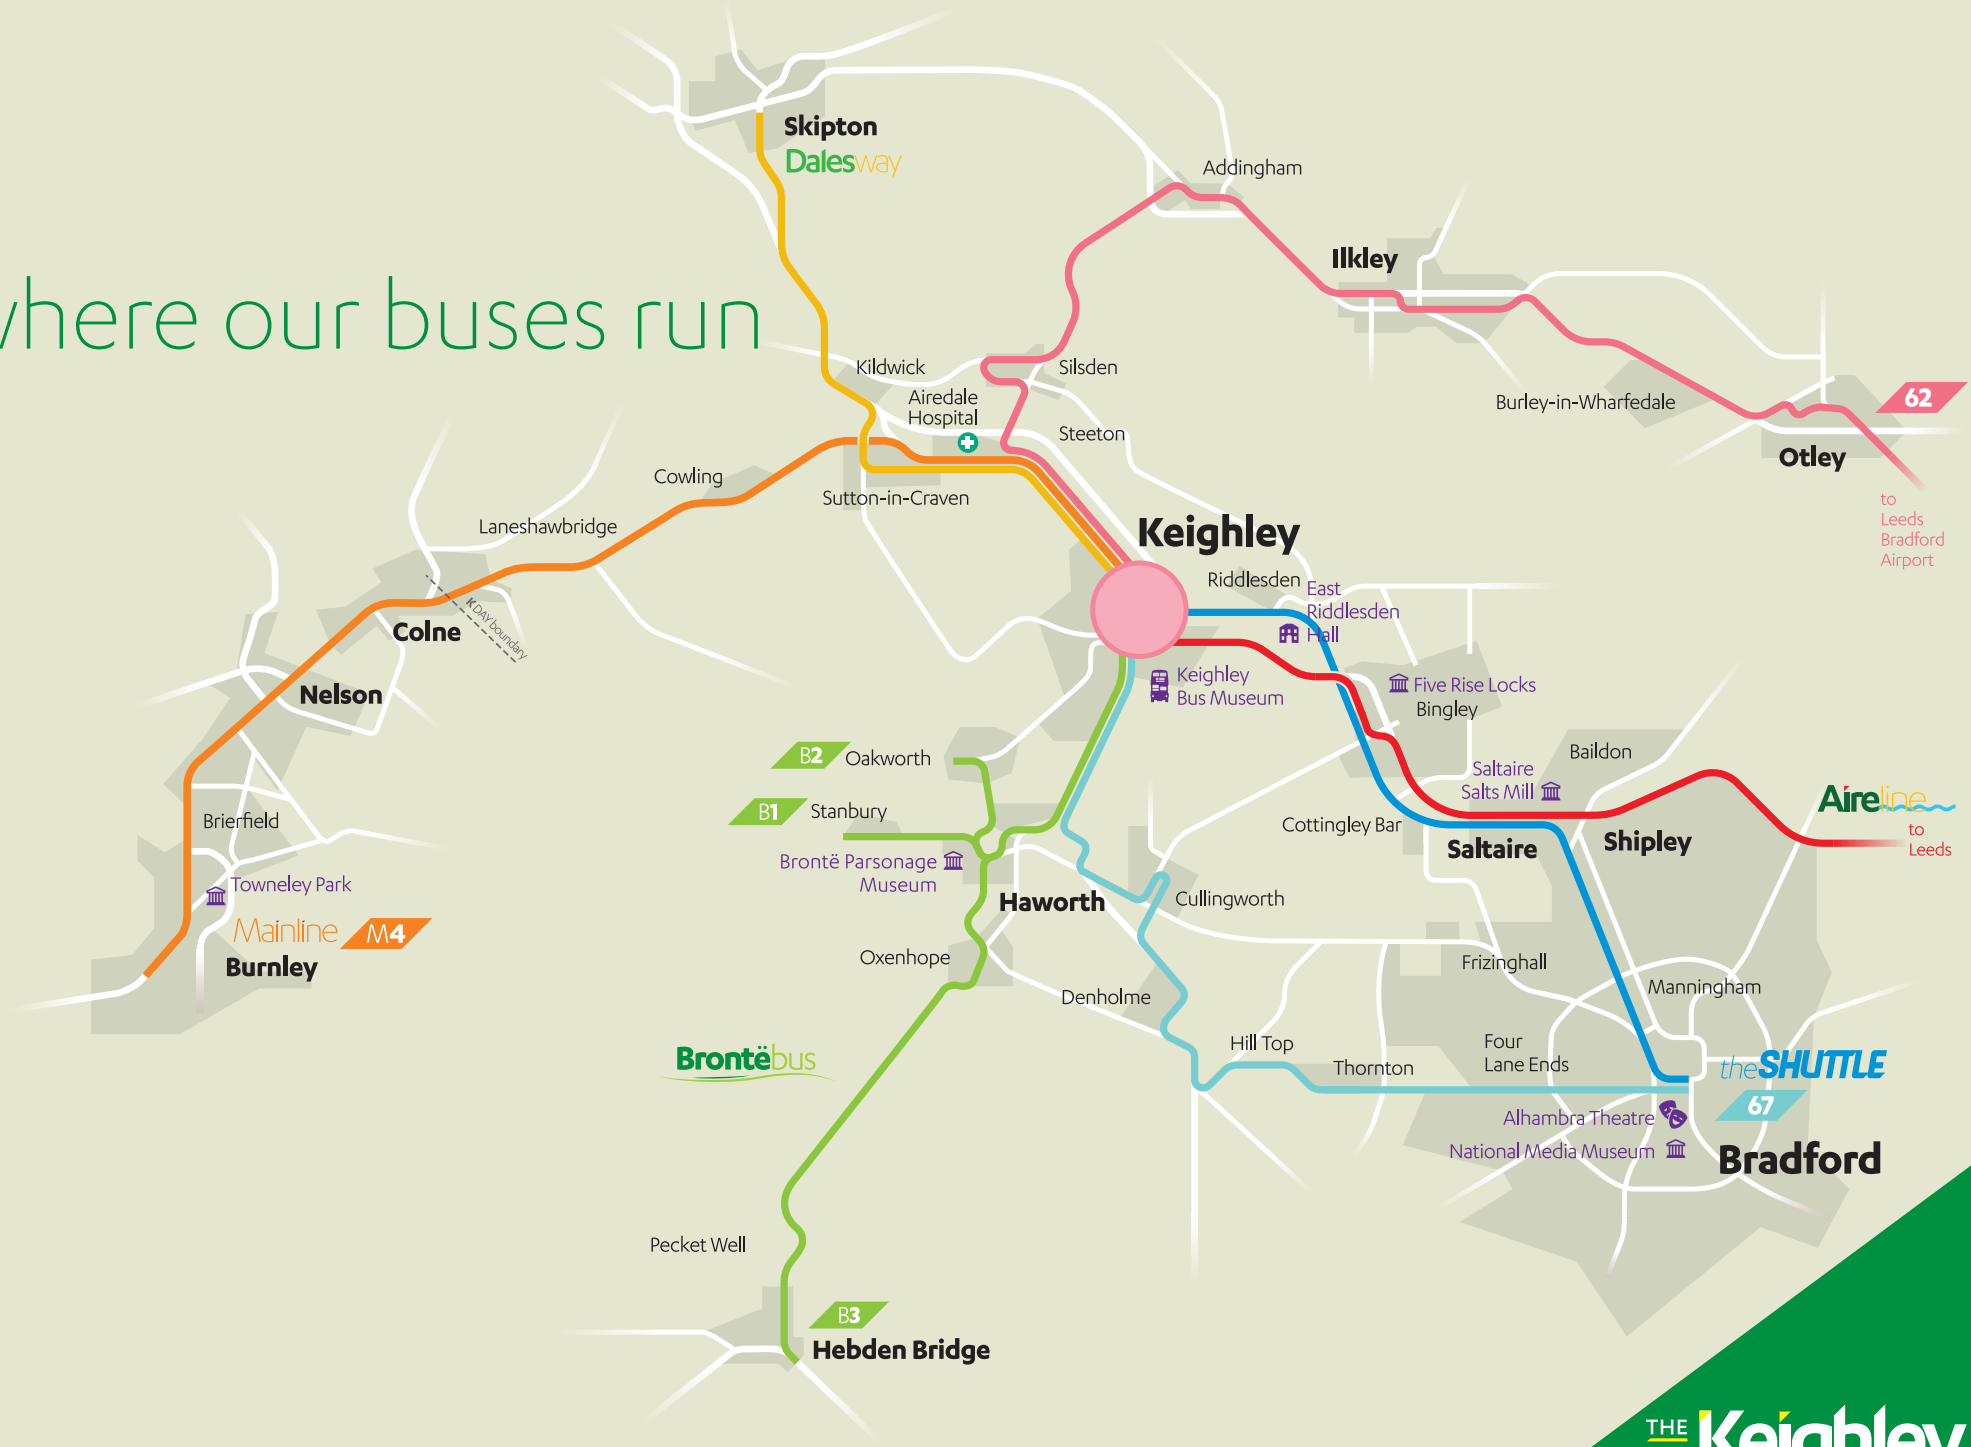 Skipton
Dalesway
Addingham
Ilkley
here our buses run
Kildwick
Silsden
Airedale
Hospital
Burley-in-Wharfedale
62
Steeton
Otley
Cowling
Sutton-in-Craven
to
Leeds
Bradford
Airport
Laneshawbridge
Keighley
Riddlesden
East
Riddlesden
Hall
K DAY boundary
Colne
Nelson
Keighley
Bus Museum
Five Rise Locks
Bingley
B2
Oakworth
Baildon
Saltaire
Salts Mill
Aireline
B1
Stanbury
Brierfield
Cottingley Bar
to
Leeds
Saltaire
Shipley
Brontë Parsonage
Museum
Towneley Park
Haworth
Cullingworth
Mainline
M4
Burnley
Oxenhope
Frizinghall
Denholme
Manningham
Hill Top
Four
Lane Ends
Brontëbus
Thornton
theSHUTTLE
67
Alhambra Theatre
National Media Museum
Bradford
Pecket Well
B3
Hebden Bridge
THE Keighley